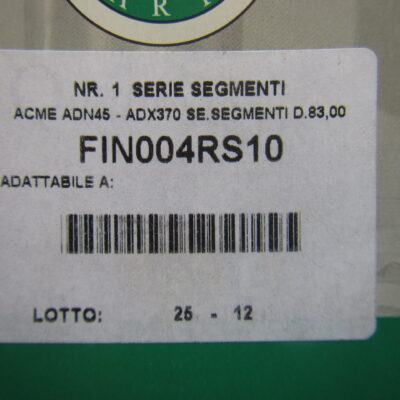 NR. 1 SERIE SEGMENTI
ACME ADN45 - ADX370 SE.SEGMENTI D.83,00
FIN004RS10
ADATTABILE A:
LOTTO: 25 - 12